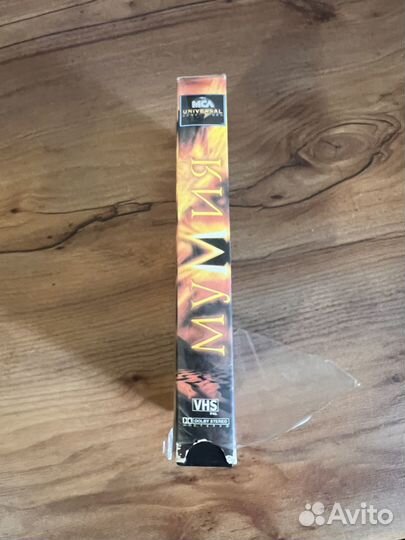 MCA
UNIVERSAL
МУМИЯ
VHS
PAL
DOLBY STEREO
Avito